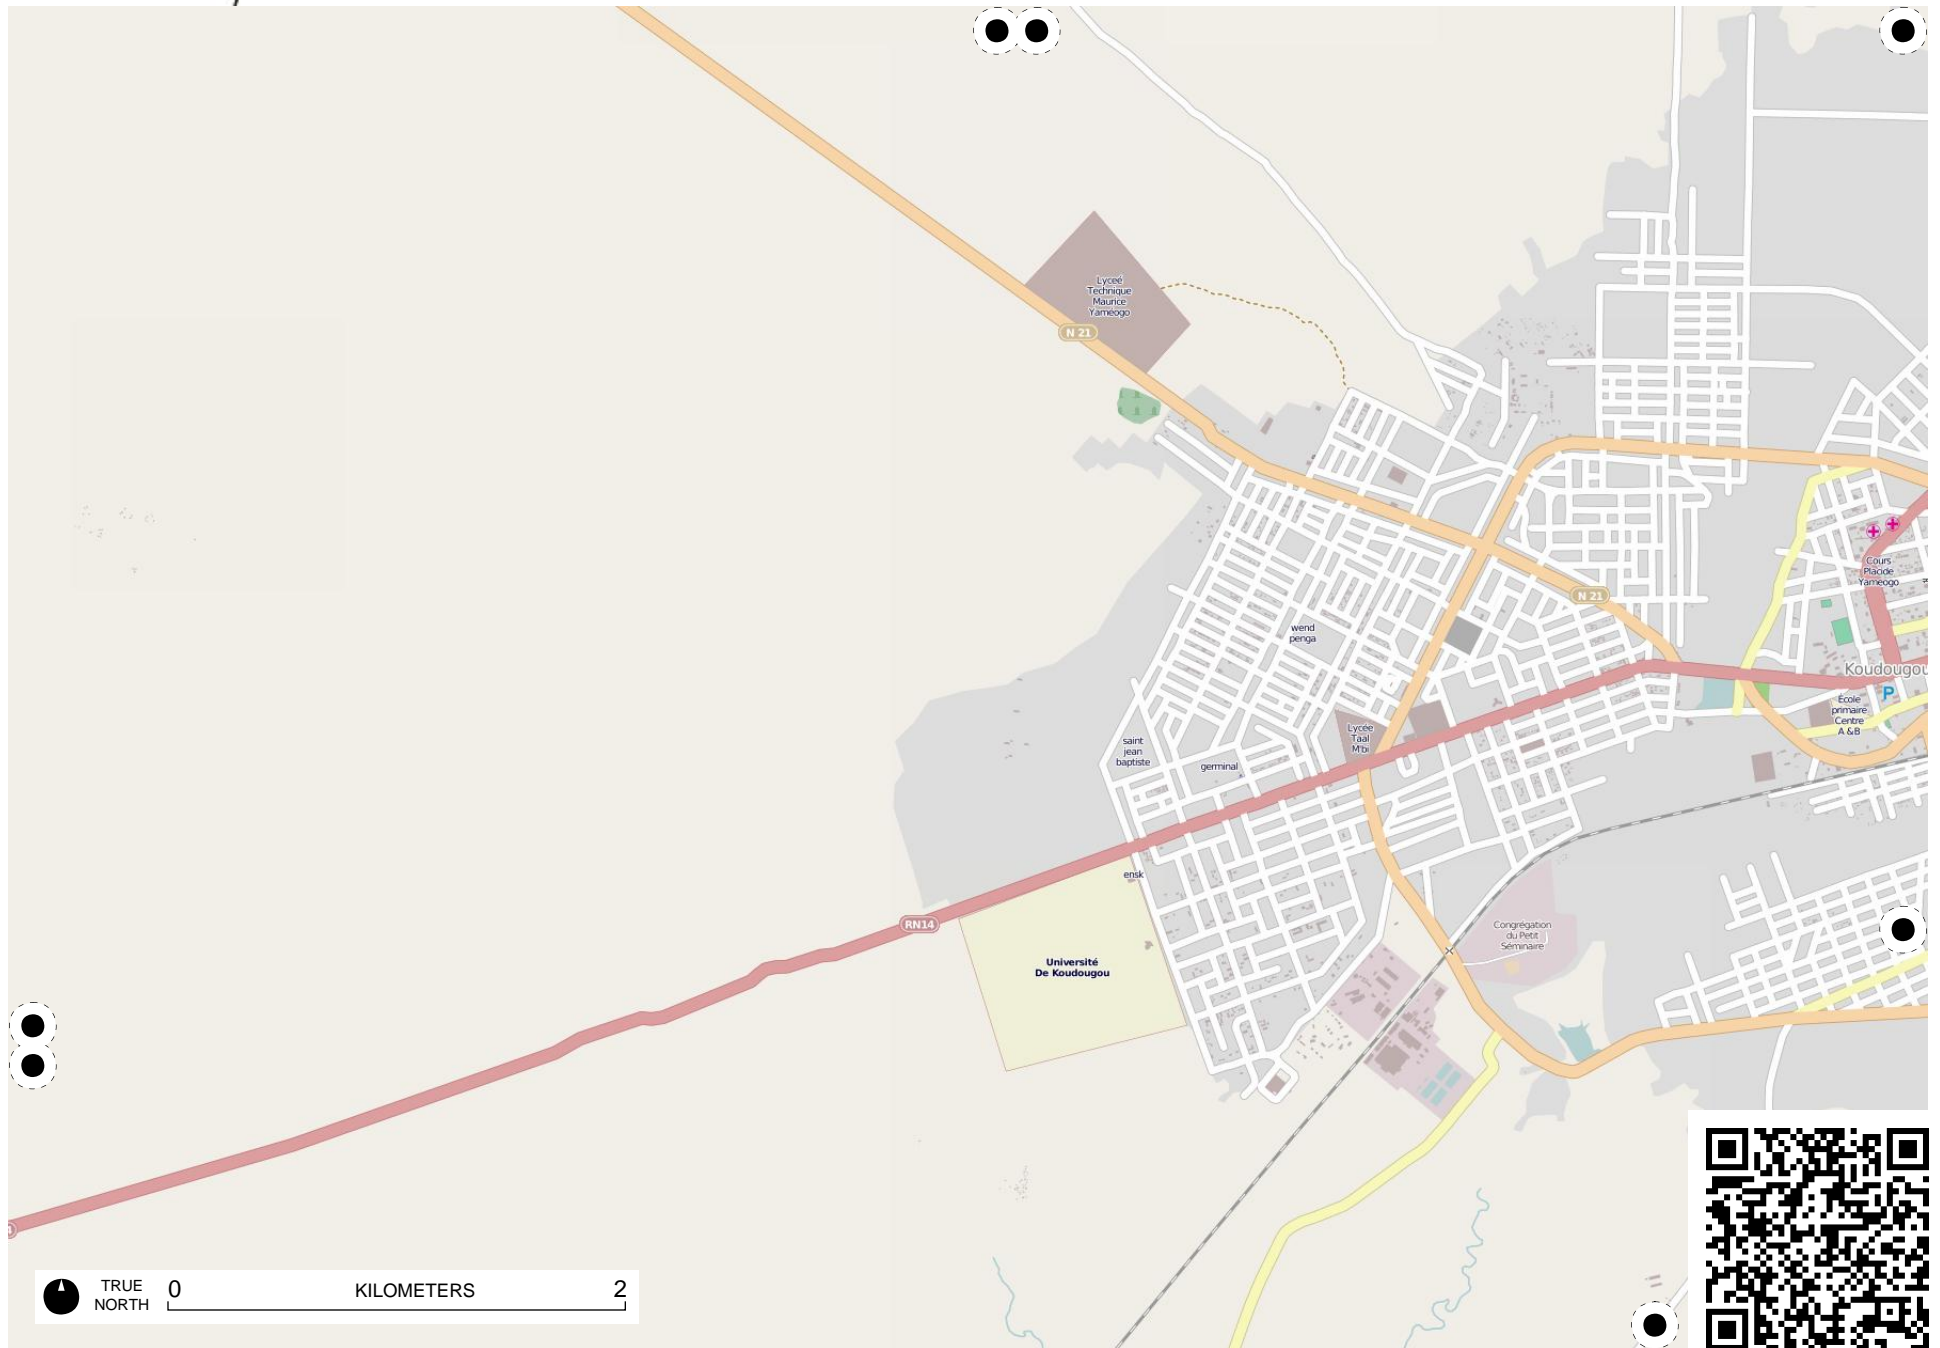 Lyceé
Technique
Maurice
Yameogo
N 21
Cours
Placide
Yameogo
N 21
wend
penga
Koudougou
P
École
primaire
Centre
A &B
Lycée
Taal
M'bi
saint
jean
baptiste
germinal
ensk
RN14
Congrégation
du Petit
Séminaire
Université
De Koudougou
TRUE
NORTH
0 KILOMETERS 2